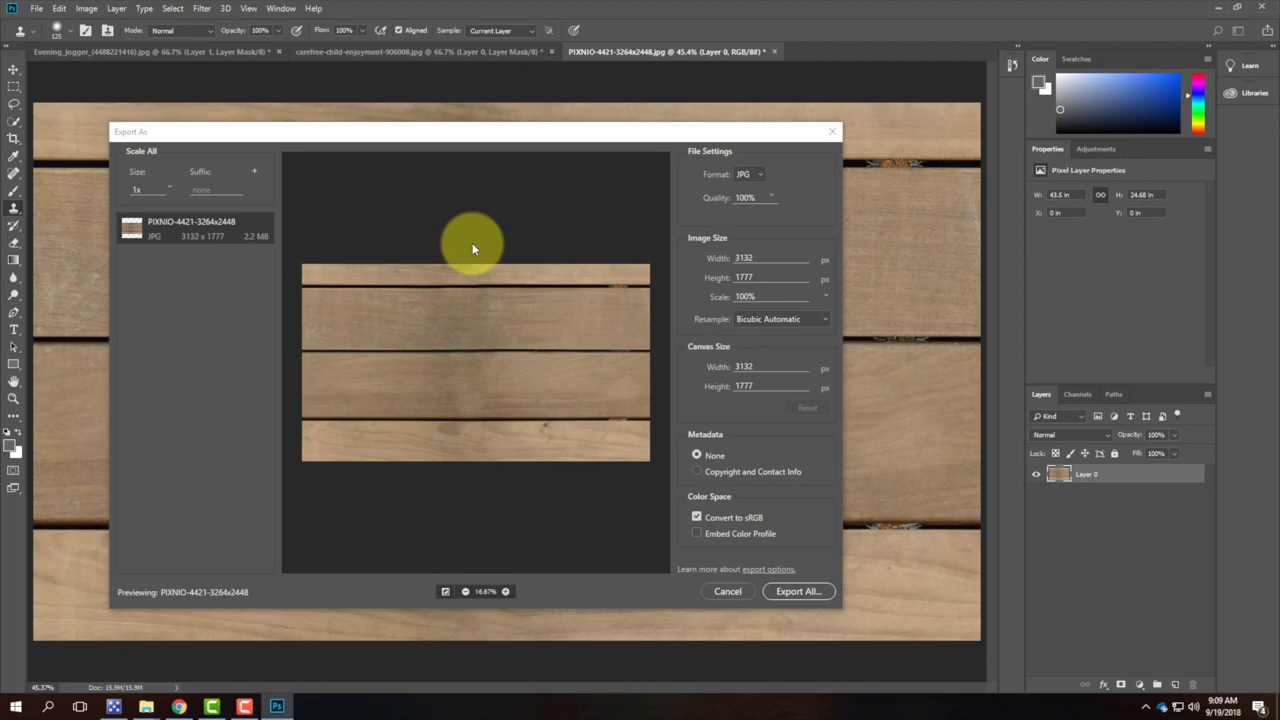 Ps File Edit Image Layer Type Select Filter 3D View Window Help
125 Mode: Normal Opacity: 100% Flow: 100% Aligned Sample: Current Layer
Evening_jogger_(4488221416).jpg @ 66.7% (Layer 1, Layer Mask/8) * × carefree-child-enjoyment-906008.jpg @ 66.7% (Layer 0, Layer Mask/8) * × PIXNIO-4421-3264x2448.jpg @ 45.4% (Layer 0, RGB/8#) * ×
Color Swatches
Learn
Libraries
Export As
Scale All
Size: Suffix: +
1x none
PIXNIO-4421-3264x2448
JPG 3132 x 1777 2.2 MB
File Settings
Format: JPG
Quality: 100%
Image Size
Width: 3132 px
Height: 1777 px
Scale: 100%
Resample: Bicubic Automatic
Canvas Size
Width: 3132 px
Height: 1777 px
Reset
Metadata
None
Copyright and Contact Info
Color Space
Convert to sRGB
Embed Color Profile
Learn more about export options.
Previewing: PIXNIO-4421-3264x2448
16.67%
Cancel Export All...
Properties Adjustments
Pixel Layer Properties
W: 43.5 in H: 24.68 in
X: 0 in Y: 0 in
Layers Channels Paths
Kind
Normal Opacity: 100%
Lock: Fill: 100%
Layer 0
45.37% Doc: 15.9M/15.9M
Ps
9:09 AM
9/19/2018
4